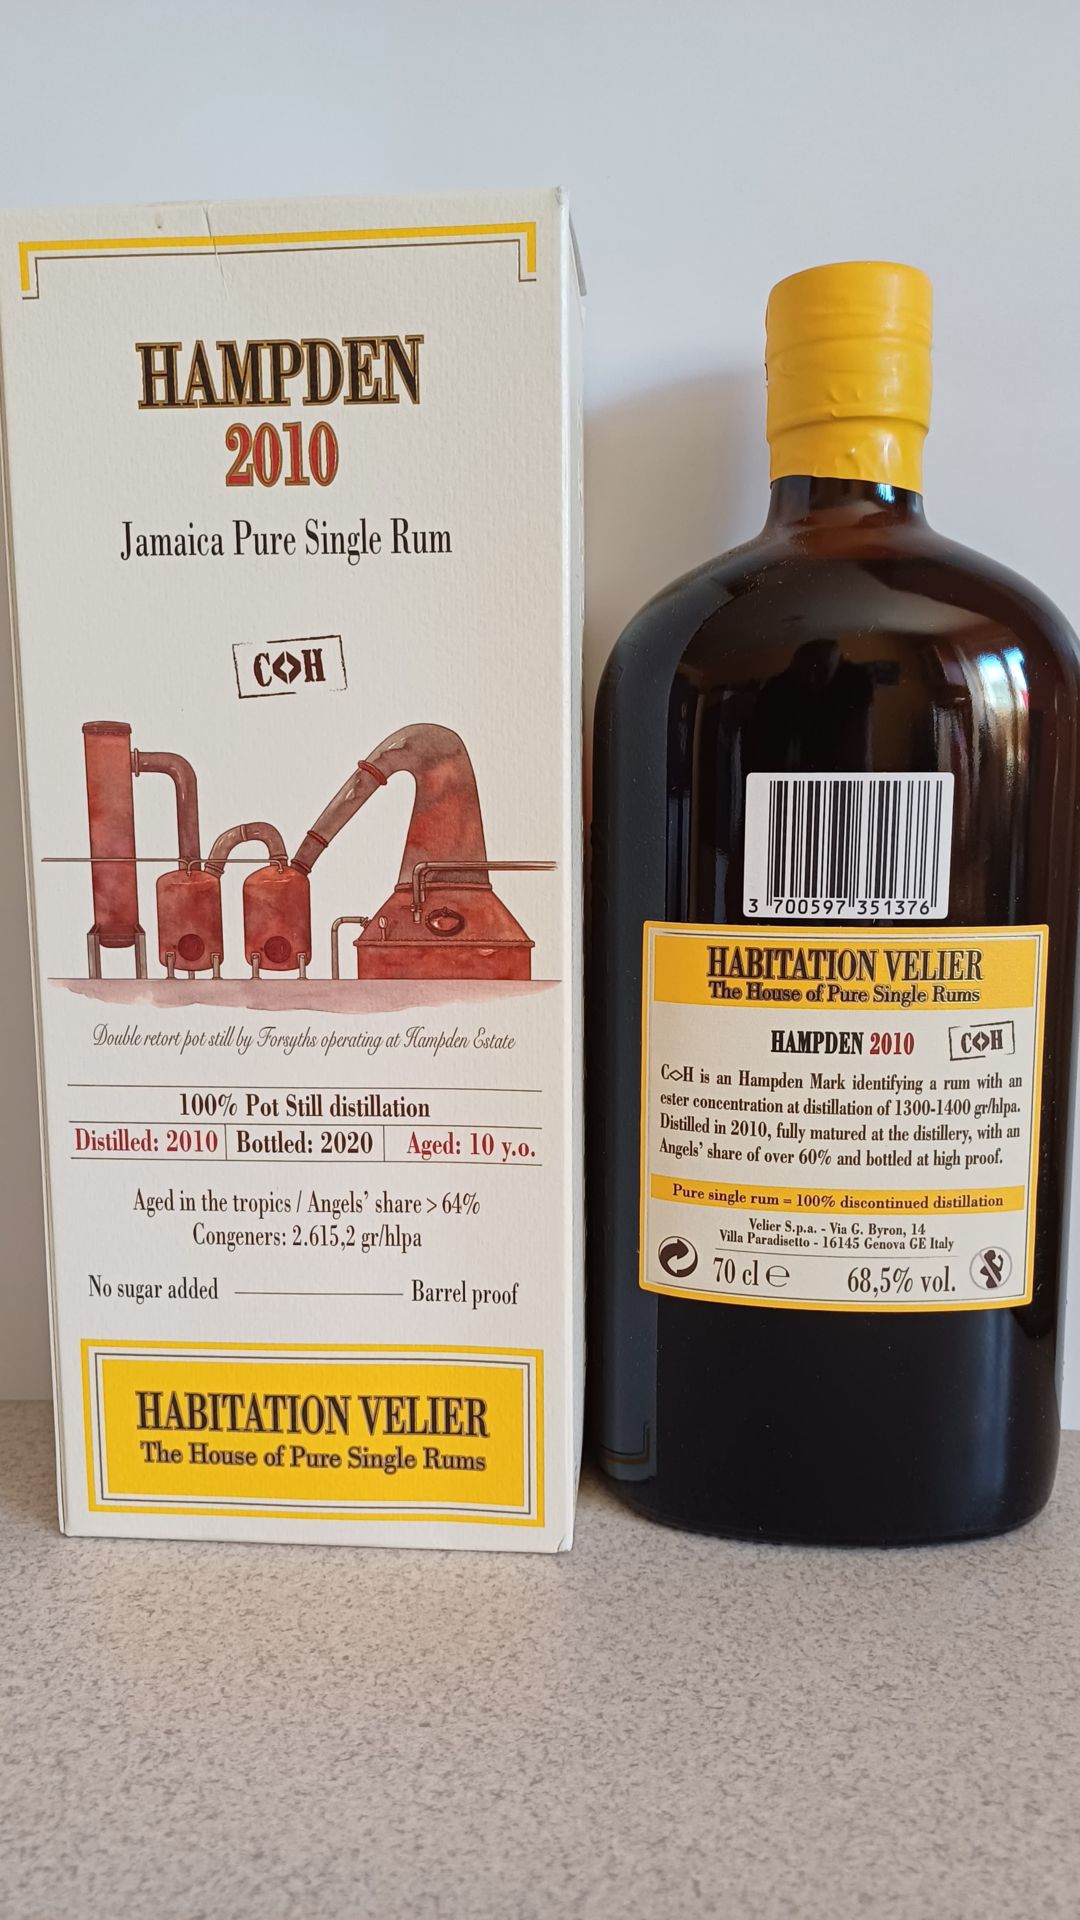 HAMPDEN
2010
Jamaica Pure Single Rum
C<>H
Double retort pot still by Forsyths operating at Hampden Estate
100% Pot Still distillation
Distilled: 2010 Bottled: 2020 Aged: 10 y.o.
Aged in the tropics / Angels' share > 64%
Congeners: 2.615,2 gr/hlpa
No sugar added Barrel proof
HABITATION VELIER
The House of Pure Single Rums
3 700597 351376
HABITATION VELIER
The House of Pure Single Rums
HAMPDEN 2010 C<>H
C<>H is an Hampden Mark identifying a rum with an
ester concentration at distillation of 1300-1400 gr/hlpa.
Distilled in 2010, fully matured at the distillery, with an
Angels' share of over 60% and bottled at high proof.
Pure single rum = 100% discontinued distillation
Velier S.p.a. - Via G. Byron, 14
Villa Paradisetto - 16145 Genova GE Italy
70 cl ℮ 68,5% vol.